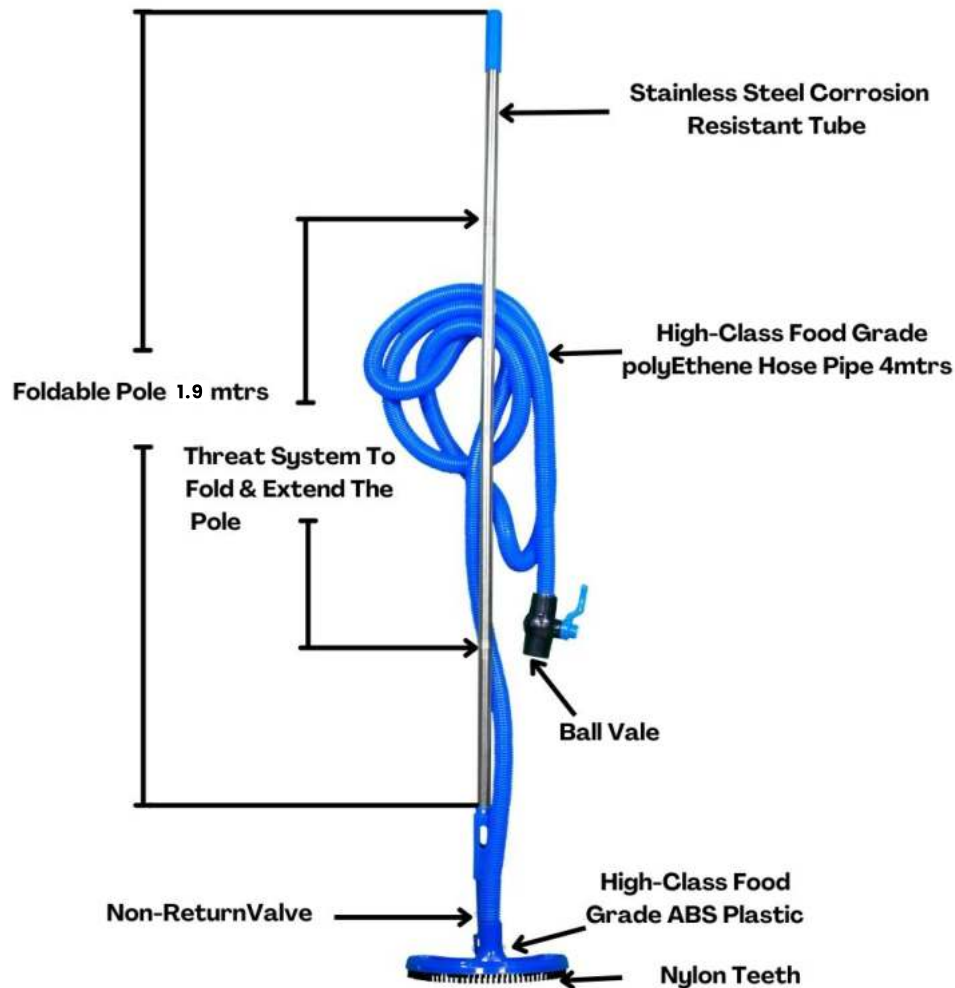 Stainless Steel Corrosion
Resistant Tube
High-Class Food Grade
polyEthene Hose Pipe 4mtrs
Foldable Pole 1.9 mtrs
Threat System To
Fold & Extend The
Pole
Ball Vale
High-Class Food
Grade ABS Plastic
Non-ReturnValve
Nylon Teeth